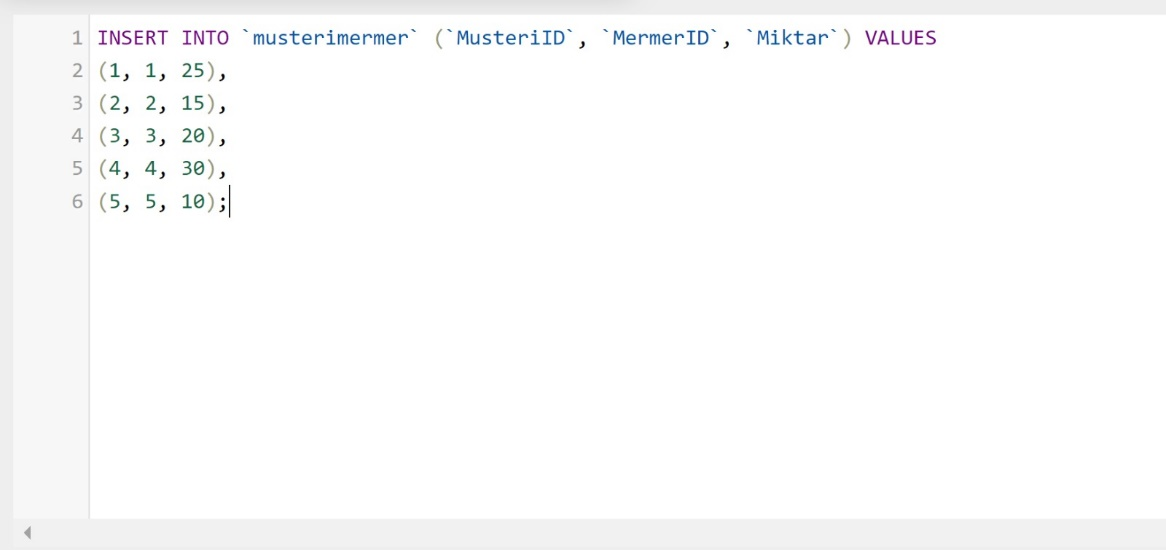 1 INSERT INTO `musterimermer` (`MusteriID`, `MermerID`, `Miktar`) VALUES
2 (1, 1, 25),
3 (2, 2, 15),
4 (3, 3, 20),
5 (4, 4, 30),
6 (5, 5, 10);